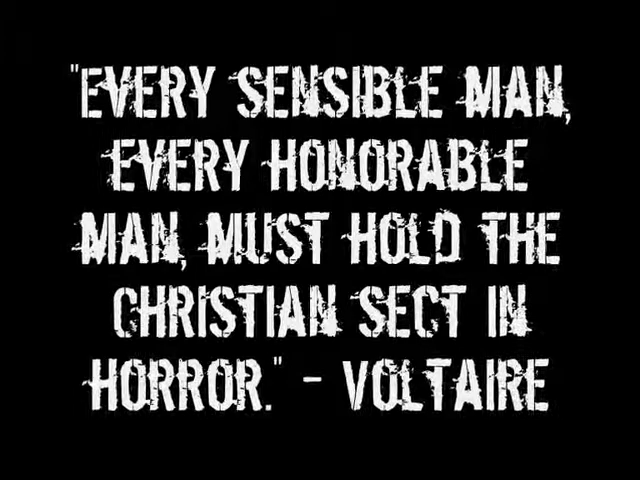 "EVERY SENSIBLE MAN,
EVERY HONORABLE
MAN, MUST HOLD THE
CHRISTIAN SECT IN
HORROR." - VOLTAIRE